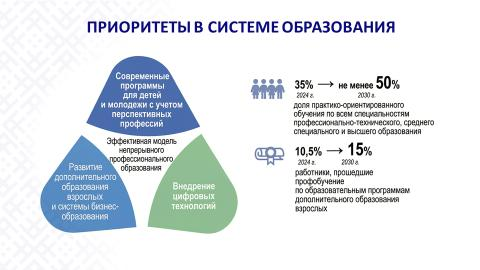 ПРИОРИТЕТЫ В СИСТЕМЕ ОБРАЗОВАНИЯ
Современные
программы
для детей
и молодежи с учетом
перспективных
профессий
Эффективная модель
непрерывного
профессионального
образования
Развитие
дополнительного
образования
взрослых
и системы бизнес-
образования
Внедрение
цифровых
технологий
35% → не менее 50%
2024 г. 2030 г.
доля практико-ориентированного
обучения по всем специальностям
профессионально-технического, среднего
специального и высшего образования
10,5% → 15%
2024 г. 2030 г.
работники, прошедшие
профобучение
по образовательным программам
дополнительного образования
взрослых